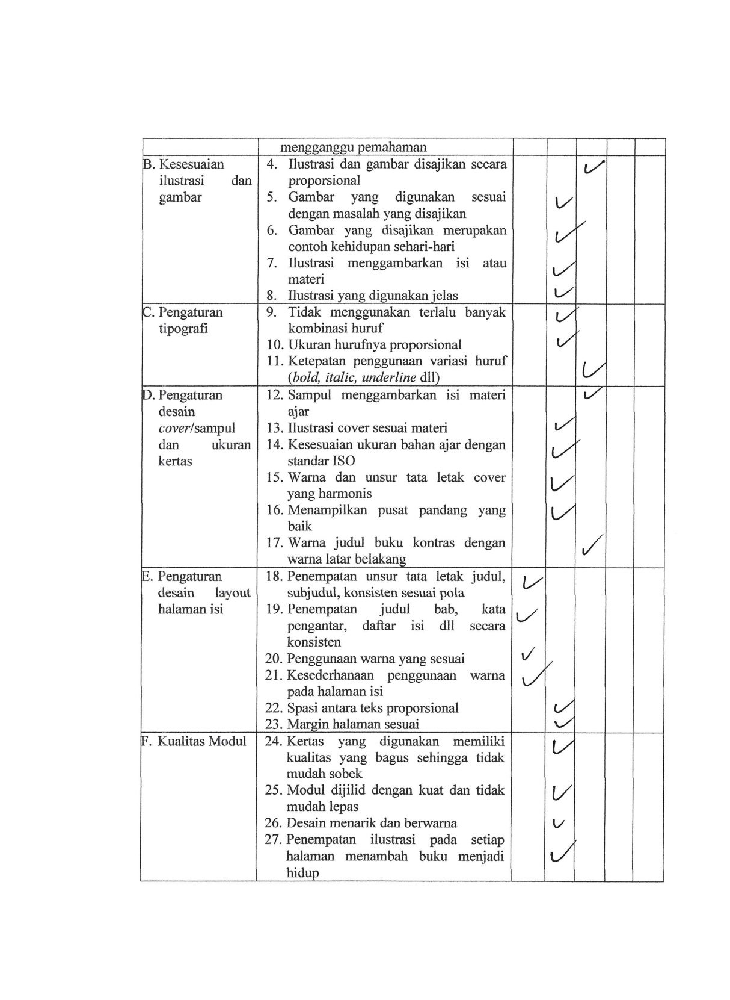 mengganggu pemahaman
B. Kesesuaian ilustrasi dan gambar
4. Ilustrasi dan gambar disajikan secara
proporsional
5. Gambar yang digunakan sesuai
dengan masalah yang disajikan
6. Gambar yang disajikan merupakan
contoh kehidupan sehari-hari
7. Ilustrasi menggambarkan isi atau
materi
8. Ilustrasi yang digunakan jelas
C. Pengaturan
tipografi
9. Tidak menggunakan terlalu banyak
kombinasi huruf
10. Ukuran hurufnya proporsional
11. Ketepatan penggunaan variasi huruf
(bold, italic, underline dll)
D. Pengaturan
desain
cover/sampul
dan ukuran
kertas
12. Sampul menggambarkan isi materi
ajar
13. Ilustrasi cover sesuai materi
14. Kesesuaian ukuran bahan ajar dengan
standar ISO
15. Warna dan unsur tata letak cover
yang harmonis
16. Menampilkan pusat pandang yang
baik
17. Warna judul buku kontras dengan
warna latar belakang
E. Pengaturan
desain layout
halaman isi
18. Penempatan unsur tata letak judul,
subjudul, konsisten sesuai pola
19. Penempatan judul bab, kata
pengantar, daftar isi dll secara
konsisten
20. Penggunaan warna yang sesuai
21. Kesederhanaan penggunaan warna
pada halaman isi
22. Spasi antara teks proporsional
23. Margin halaman sesuai
F. Kualitas Modul
24. Kertas yang digunakan memiliki
kualitas yang bagus sehingga tidak
mudah sobek
25. Modul dijilid dengan kuat dan tidak
mudah lepas
26. Desain menarik dan berwarna
27. Penempatan ilustrasi pada setiap
halaman menambah buku menjadi
hidup